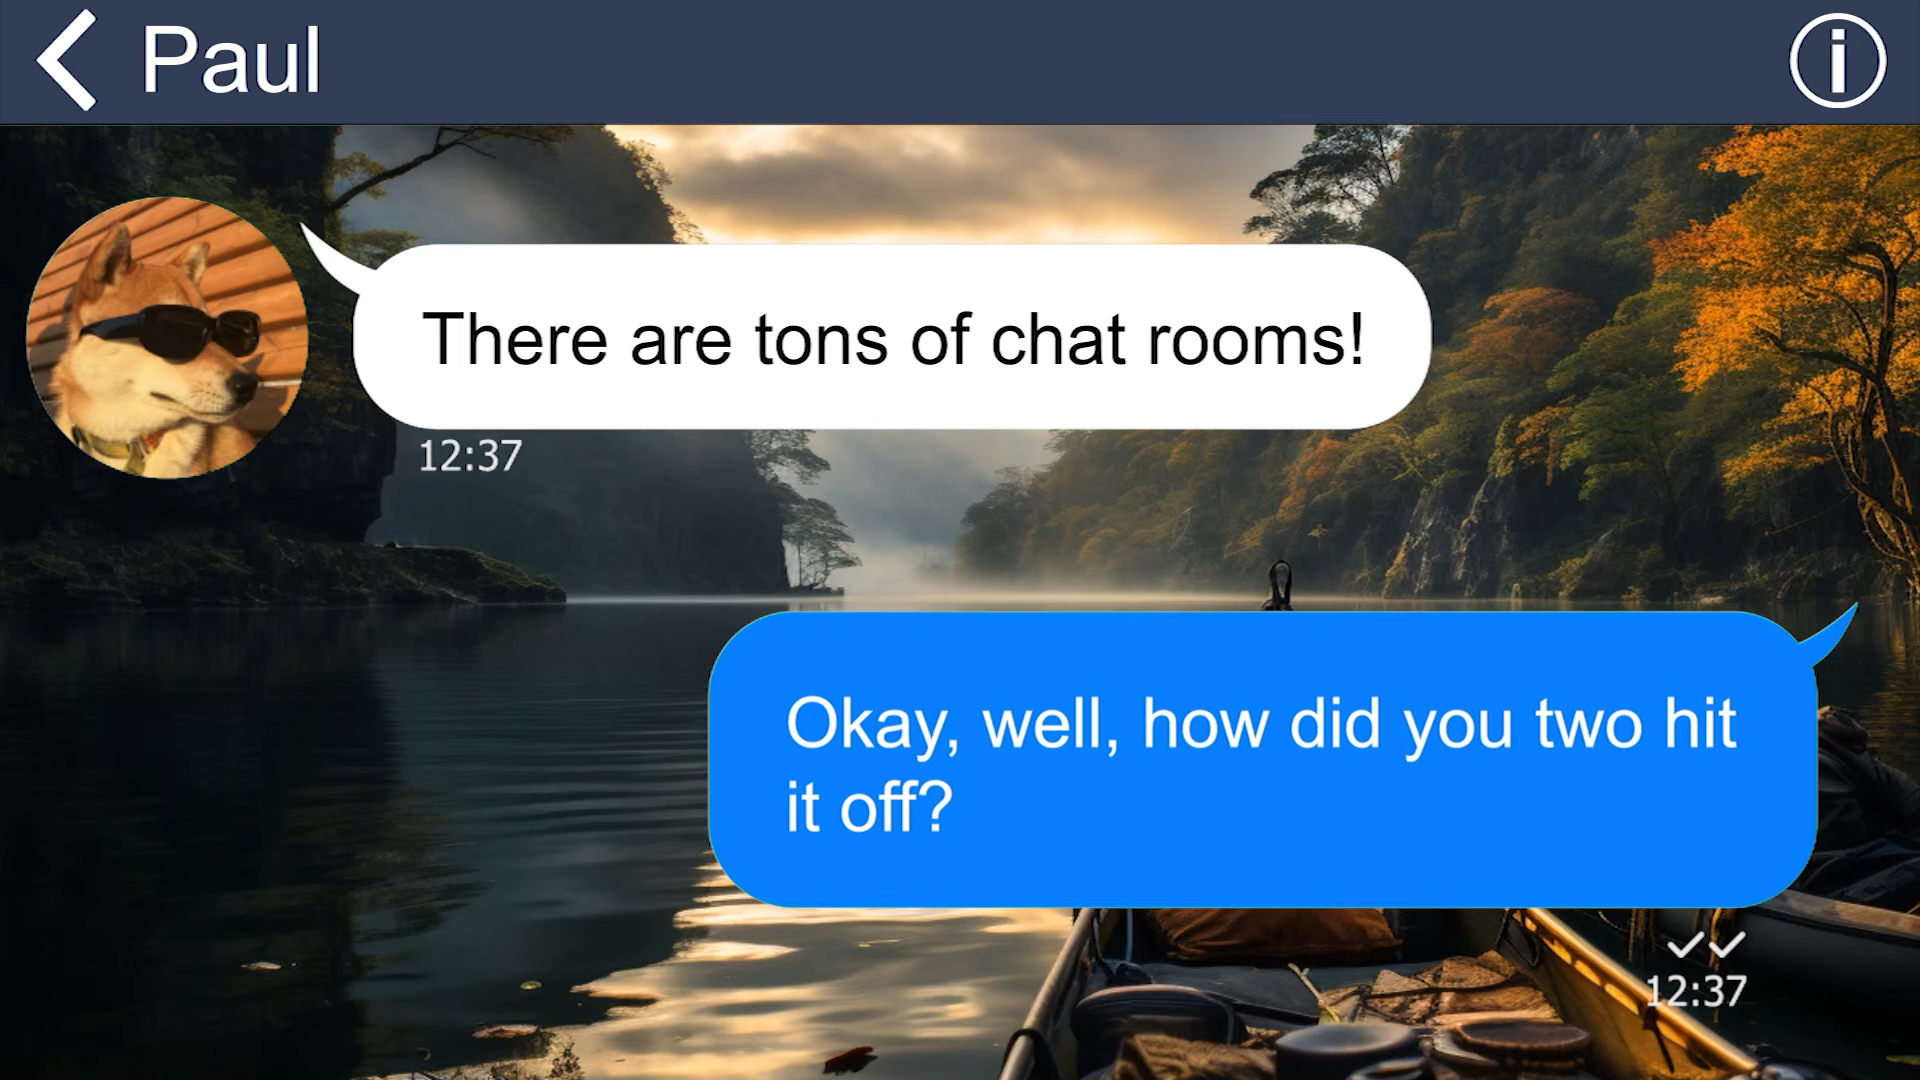 Paul
There are tons of chat rooms!
12:37
Okay, well, how did you two hit
it off?
12:37